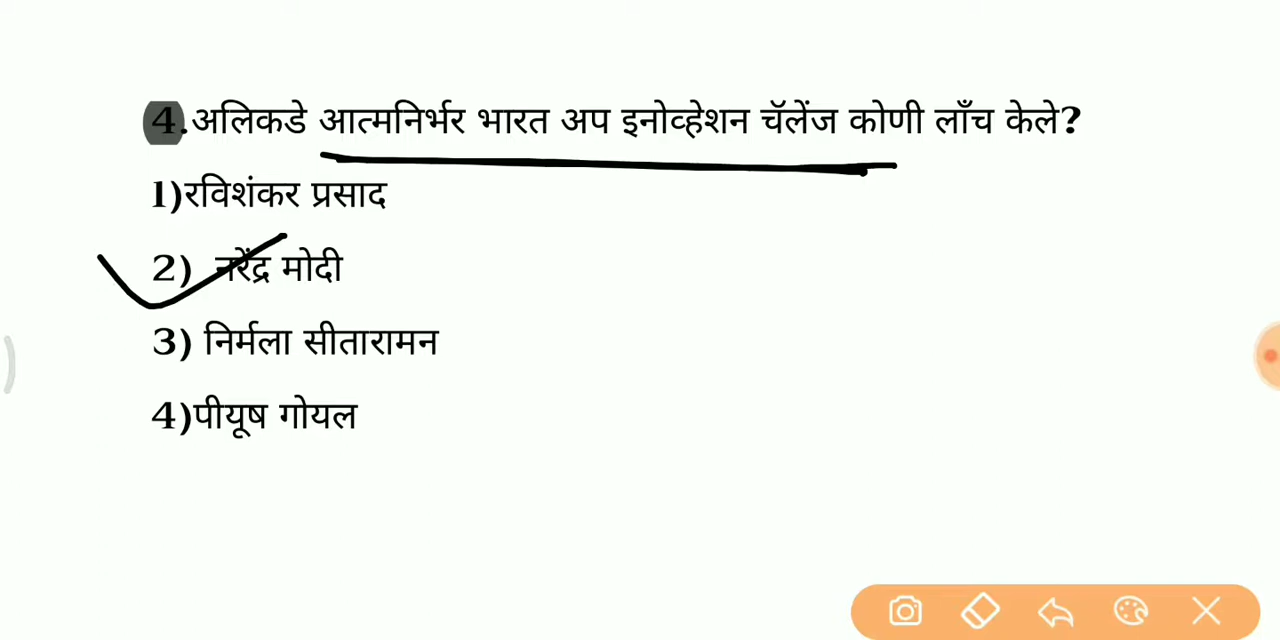 4.अलिकडे आत्मनिर्भर भारत अप इनोव्हेशन चॅलेंज कोणी लाँच केले?
1)रविशंकर प्रसाद
2) नरेंद्र मोदी
3) निर्मला सीतारामन
4)पीयूष गोयल